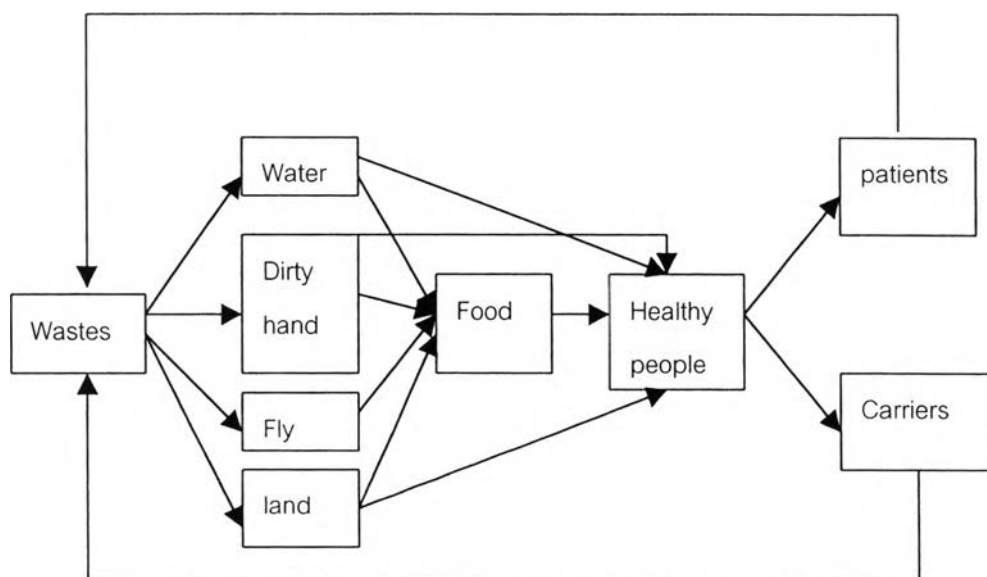 Water
patients
Dirty
hand
Wastes
Food
Healthy
people
Fly
Carriers
land